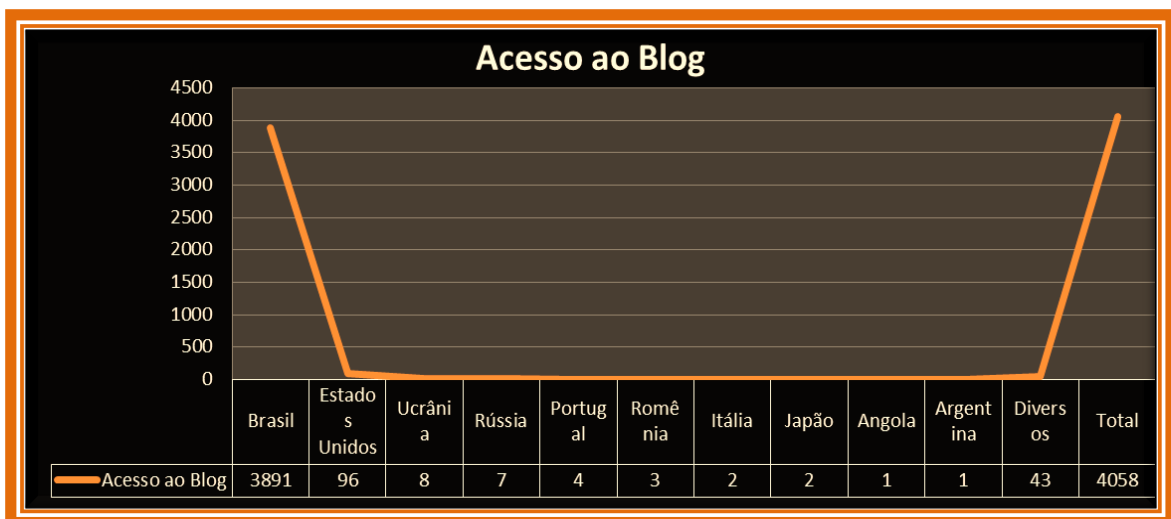 Acesso ao Blog
4500
4000
3500
3000
2500
2000
1500
1000
500
0
Brasil
Estado
s
Unidos
Ucrâni
a
Rússia
Portug
al
Romê
nia
Itália
Japão
Angola
Argent
ina
Divers
os
Total
Acesso ao Blog 3891 96 8 7 4 3 2 2 1 1 43 4058